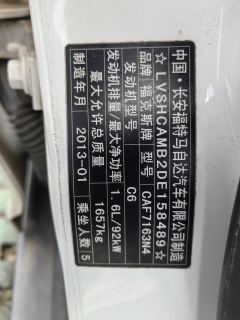 中国·长安福特马自达汽车有限公司制造
☆LVSHCAMB2DE158489☆
品牌 福克斯牌 型号 CAF7163N4
发动机型号 C6
发动机排量/最大净功率 1.6L/92kW
最大允许总质量 1657kg
制造年月 2013-01 乘坐人数 5